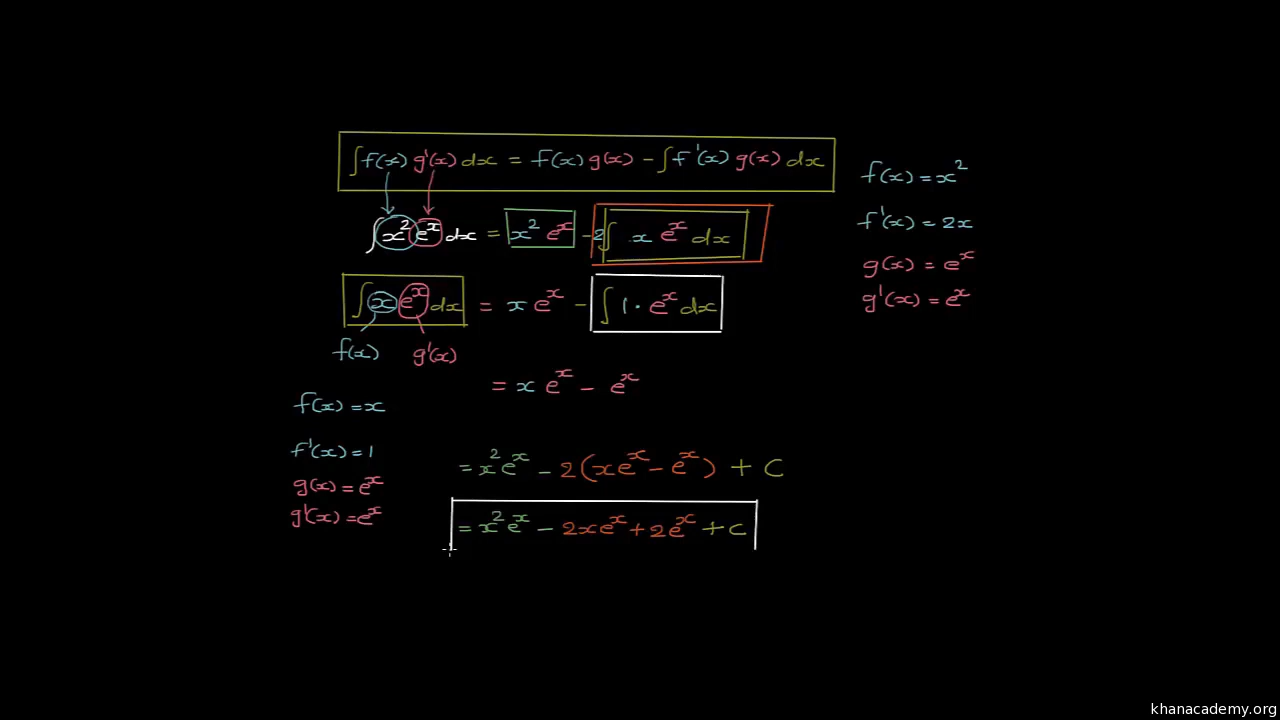 ∫f(x) g'(x) dx = f(x) g(x) − ∫f'(x) g(x) dx
f(x) = x²
∫x² eˣ dx = x² eˣ − 2∫ x eˣ dx
f'(x) = 2x
g(x) = eˣ
g'(x) = eˣ
∫ x eˣ dx = x eˣ − ∫ 1 · eˣ dx
f(x) g'(x)
= x eˣ − eˣ
f(x) = x
f'(x) = 1
g(x) = eˣ
g'(x) = eˣ
= x² eˣ − 2(x eˣ − eˣ) + C
= x² eˣ − 2x eˣ + 2eˣ + C
khanacademy.org